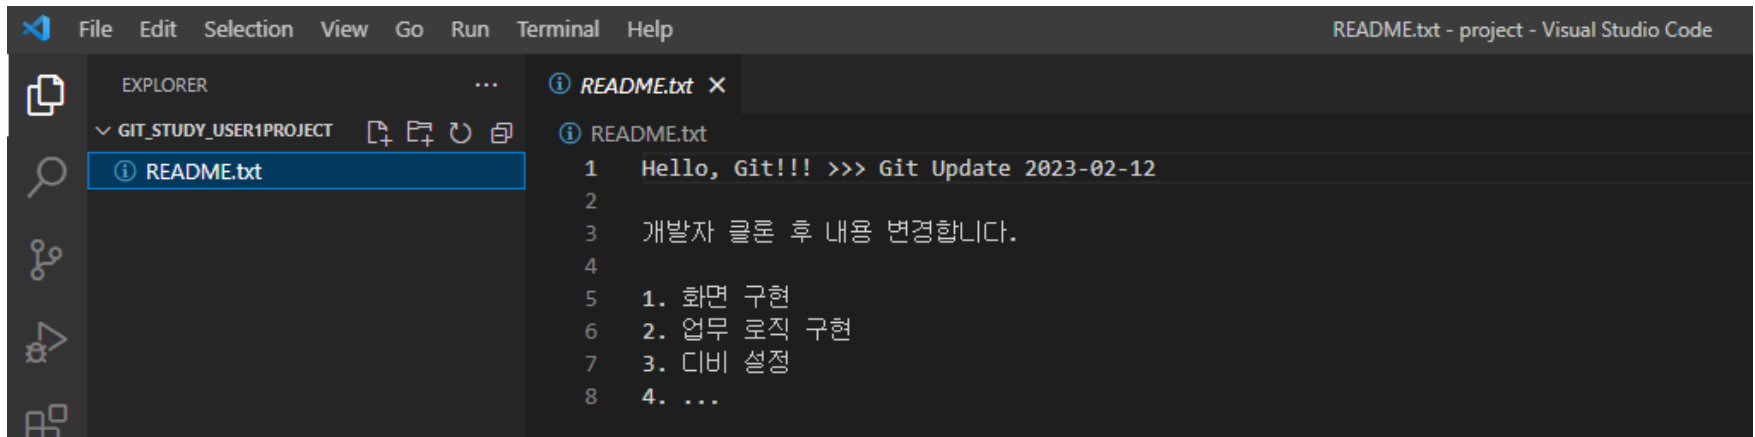 File Edit Selection View Go Run Terminal Help README.txt - project - Visual Studio Code
EXPLORER ···
GIT_STUDY_USER1PROJECT
README.txt
README.txt
README.txt
1 Hello, Git!!! >>> Git Update 2023-02-12
2
3 개발자 클론 후 내용 변경합니다.
4
5 1. 화면 구현
6 2. 업무 로직 구현
7 3. 디비 설정
8 4. ...